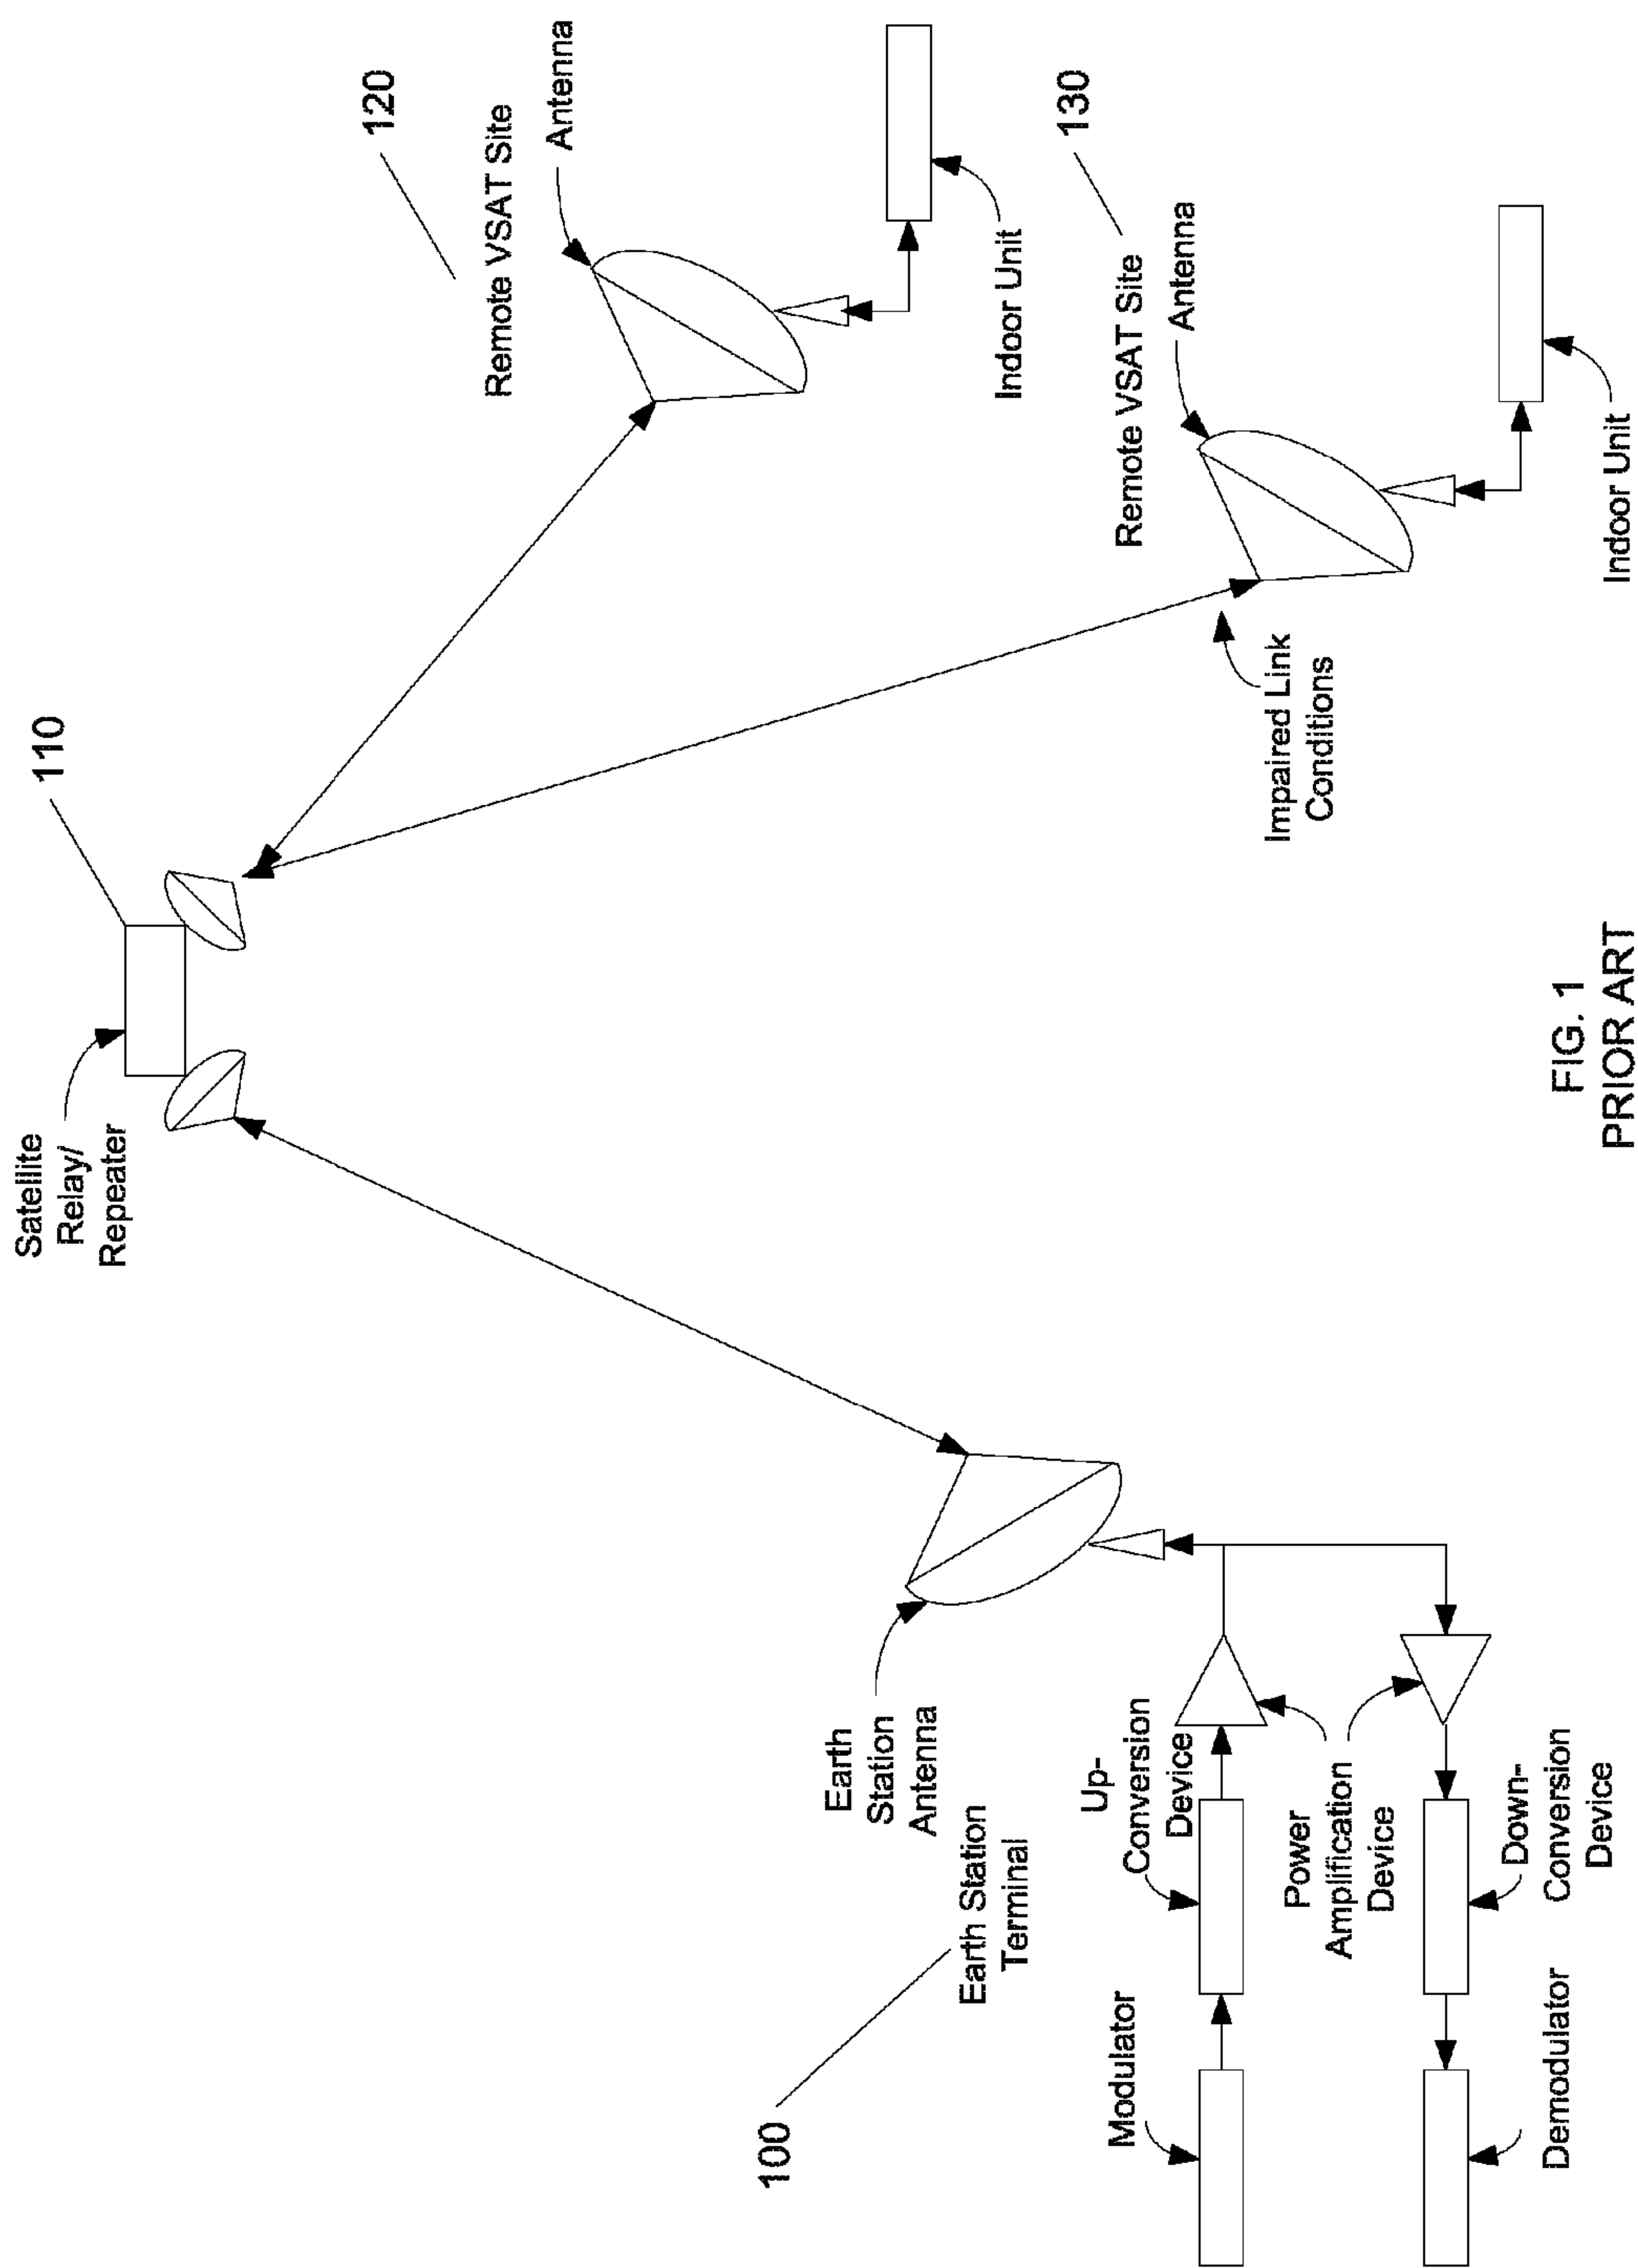 Satellite
Relay/
Repeater
110
120
Remote VSAT Site
Antenna
Indoor Unit
130
Remote VSAT Site
Antenna
Impaired Link
Conditions
Indoor Unit
Earth
Station
Antenna
100
Earth Station
Terminal
Modulator
Up-
Conversion
Device
Power
Amplification
Device
Demodulator
Down-
Conversion
Device
FIG. 1
PRIOR ART